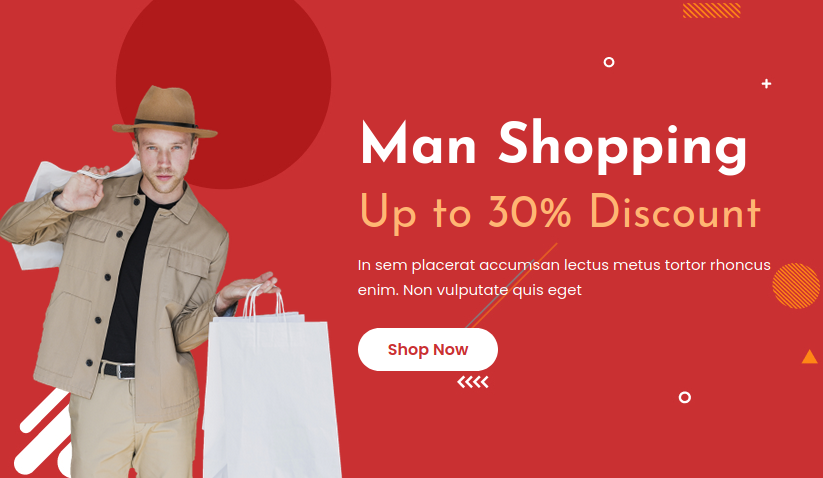 Man Shopping
Up to 30% Discount
In sem placerat accumsan lectus metus tortor rhoncus
enim. Non vulputate quis eget
Shop Now